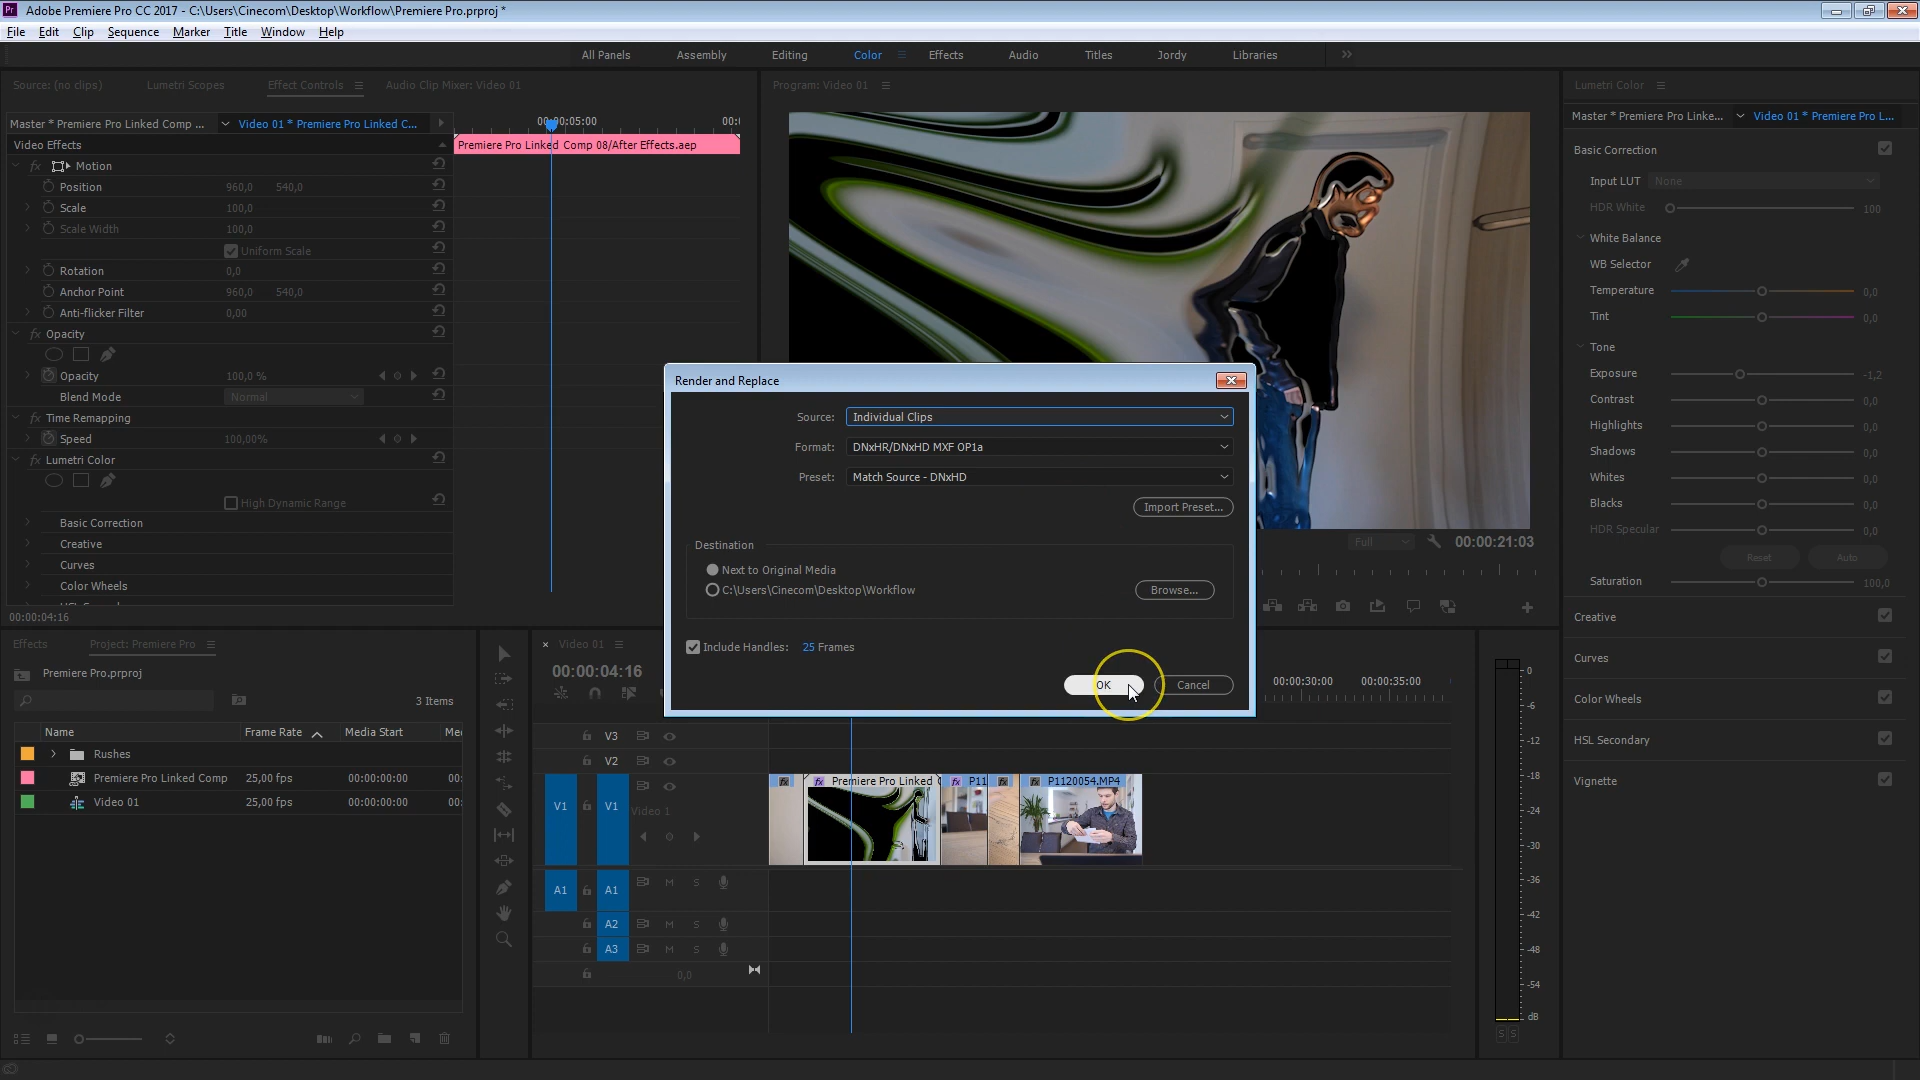 Adobe Premiere Pro CC 2017 - C:\Users\Cinecom\Desktop\Workflow\Premiere Pro.prproj *
File Edit Clip Sequence Marker Title Window Help
All Panels Assembly Editing Color Effects Audio Titles Jordy Libraries
Source: (no clips) Lumetri Scopes Effect Controls Audio Clip Mixer: Video 01
Master * Premiere Pro Linked Comp ... Video 01 * Premiere Pro Linked C...
00:00:05:00
Video Effects
Premiere Pro Linked Comp 08/After Effects.aep
fx Motion
Position 960,0 540,0
Scale 100,0
Scale Width 100,0
Uniform Scale
Rotation 0,0
Anchor Point 960,0 540,0
Anti-flicker Filter 0,00
fx Opacity
Opacity 100,0 %
Blend Mode Normal
fx Time Remapping
Speed 100,00%
fx Lumetri Color
High Dynamic Range
Basic Correction
Creative
Curves
Color Wheels
00:00:04:16
Program: Video 01
Full 00:00:21:03
Render and Replace
Source: Individual Clips
Format: DNxHR/DNxHD MXF OP1a
Preset: Match Source - DNxHD
Import Preset...
Destination
Next to Original Media
C:\Users\Cinecom\Desktop\Workflow Browse...
Include Handles: 25 Frames
OK Cancel
Lumetri Color
Master * Premiere Pro Linke... Video 01 * Premiere Pro L...
Basic Correction
Input LUT None
HDR White 100
White Balance
WB Selector
Temperature 0,0
Tint 0,0
Tone
Exposure -1,2
Contrast 0,0
Highlights 0,0
Shadows 0,0
Whites 0,0
Blacks 0,0
HDR Specular 0,0
Reset Auto
Saturation 100,0
Creative
Curves
Color Wheels
HSL Secondary
Vignette
Effects Project: Premiere Pro
Premiere Pro.prproj
3 Items
Name Frame Rate Media Start
Rushes
Premiere Pro Linked Comp 25,00 fps 00:00:00:00 00:
Video 01 25,00 fps 00:00:00:00 00:
Video 01
00:00:04:16
00:00:30:00 00:00:35:00
V3
V2
V1 V1
Video 1
fx fx Premiere Pro Linked fx P11 fx fx P1120054.MP4
A1 A1 M S
A2 M S
A3 M S
0,0
0
-6
-12
-18
-24
-30
-36
-42
-48
-54
dB
S S